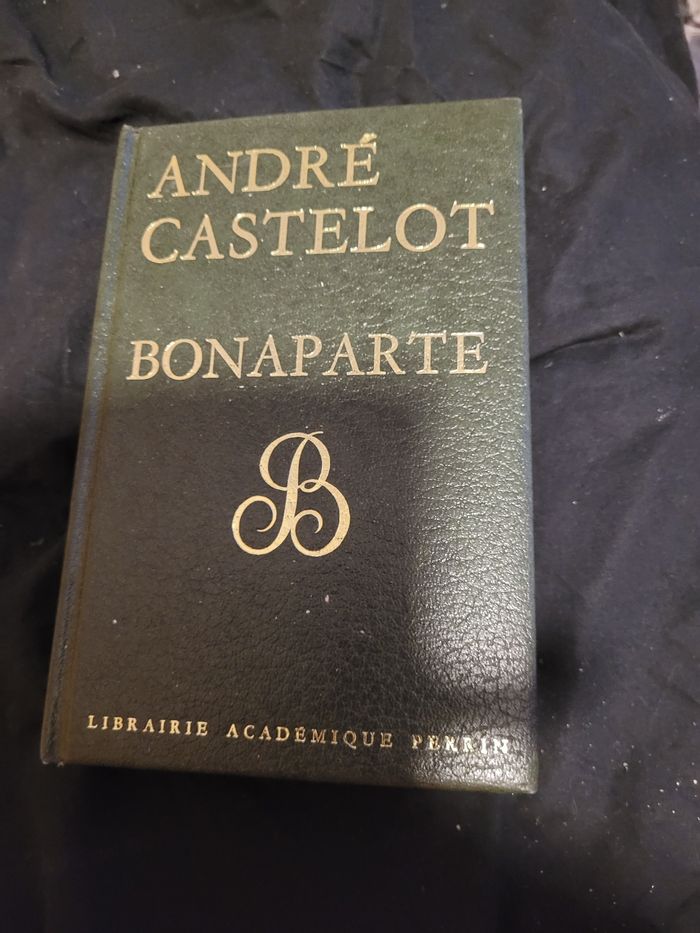 ANDRÉ
CASTELOT
BONAPARTE
B
LIBRAIRIE ACADÉMIQUE PERRIN